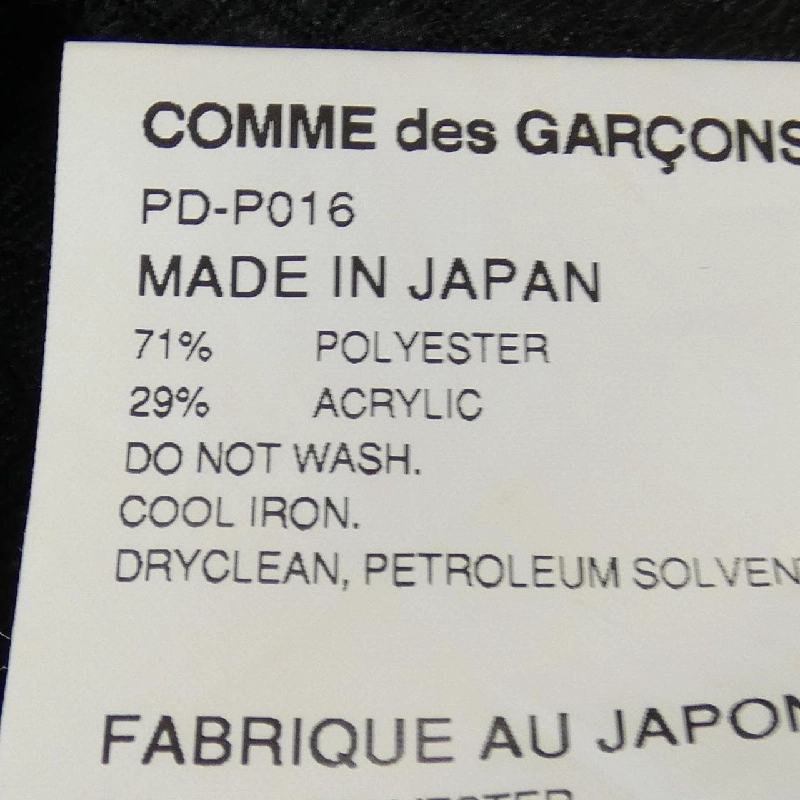 COMME des GARÇONS
PD-P016
MADE IN JAPAN
71% POLYESTER
29% ACRYLIC
DO NOT WASH.
COOL IRON.
DRYCLEAN, PETROLEUM SOLVEN
FABRIQUE AU JAPON